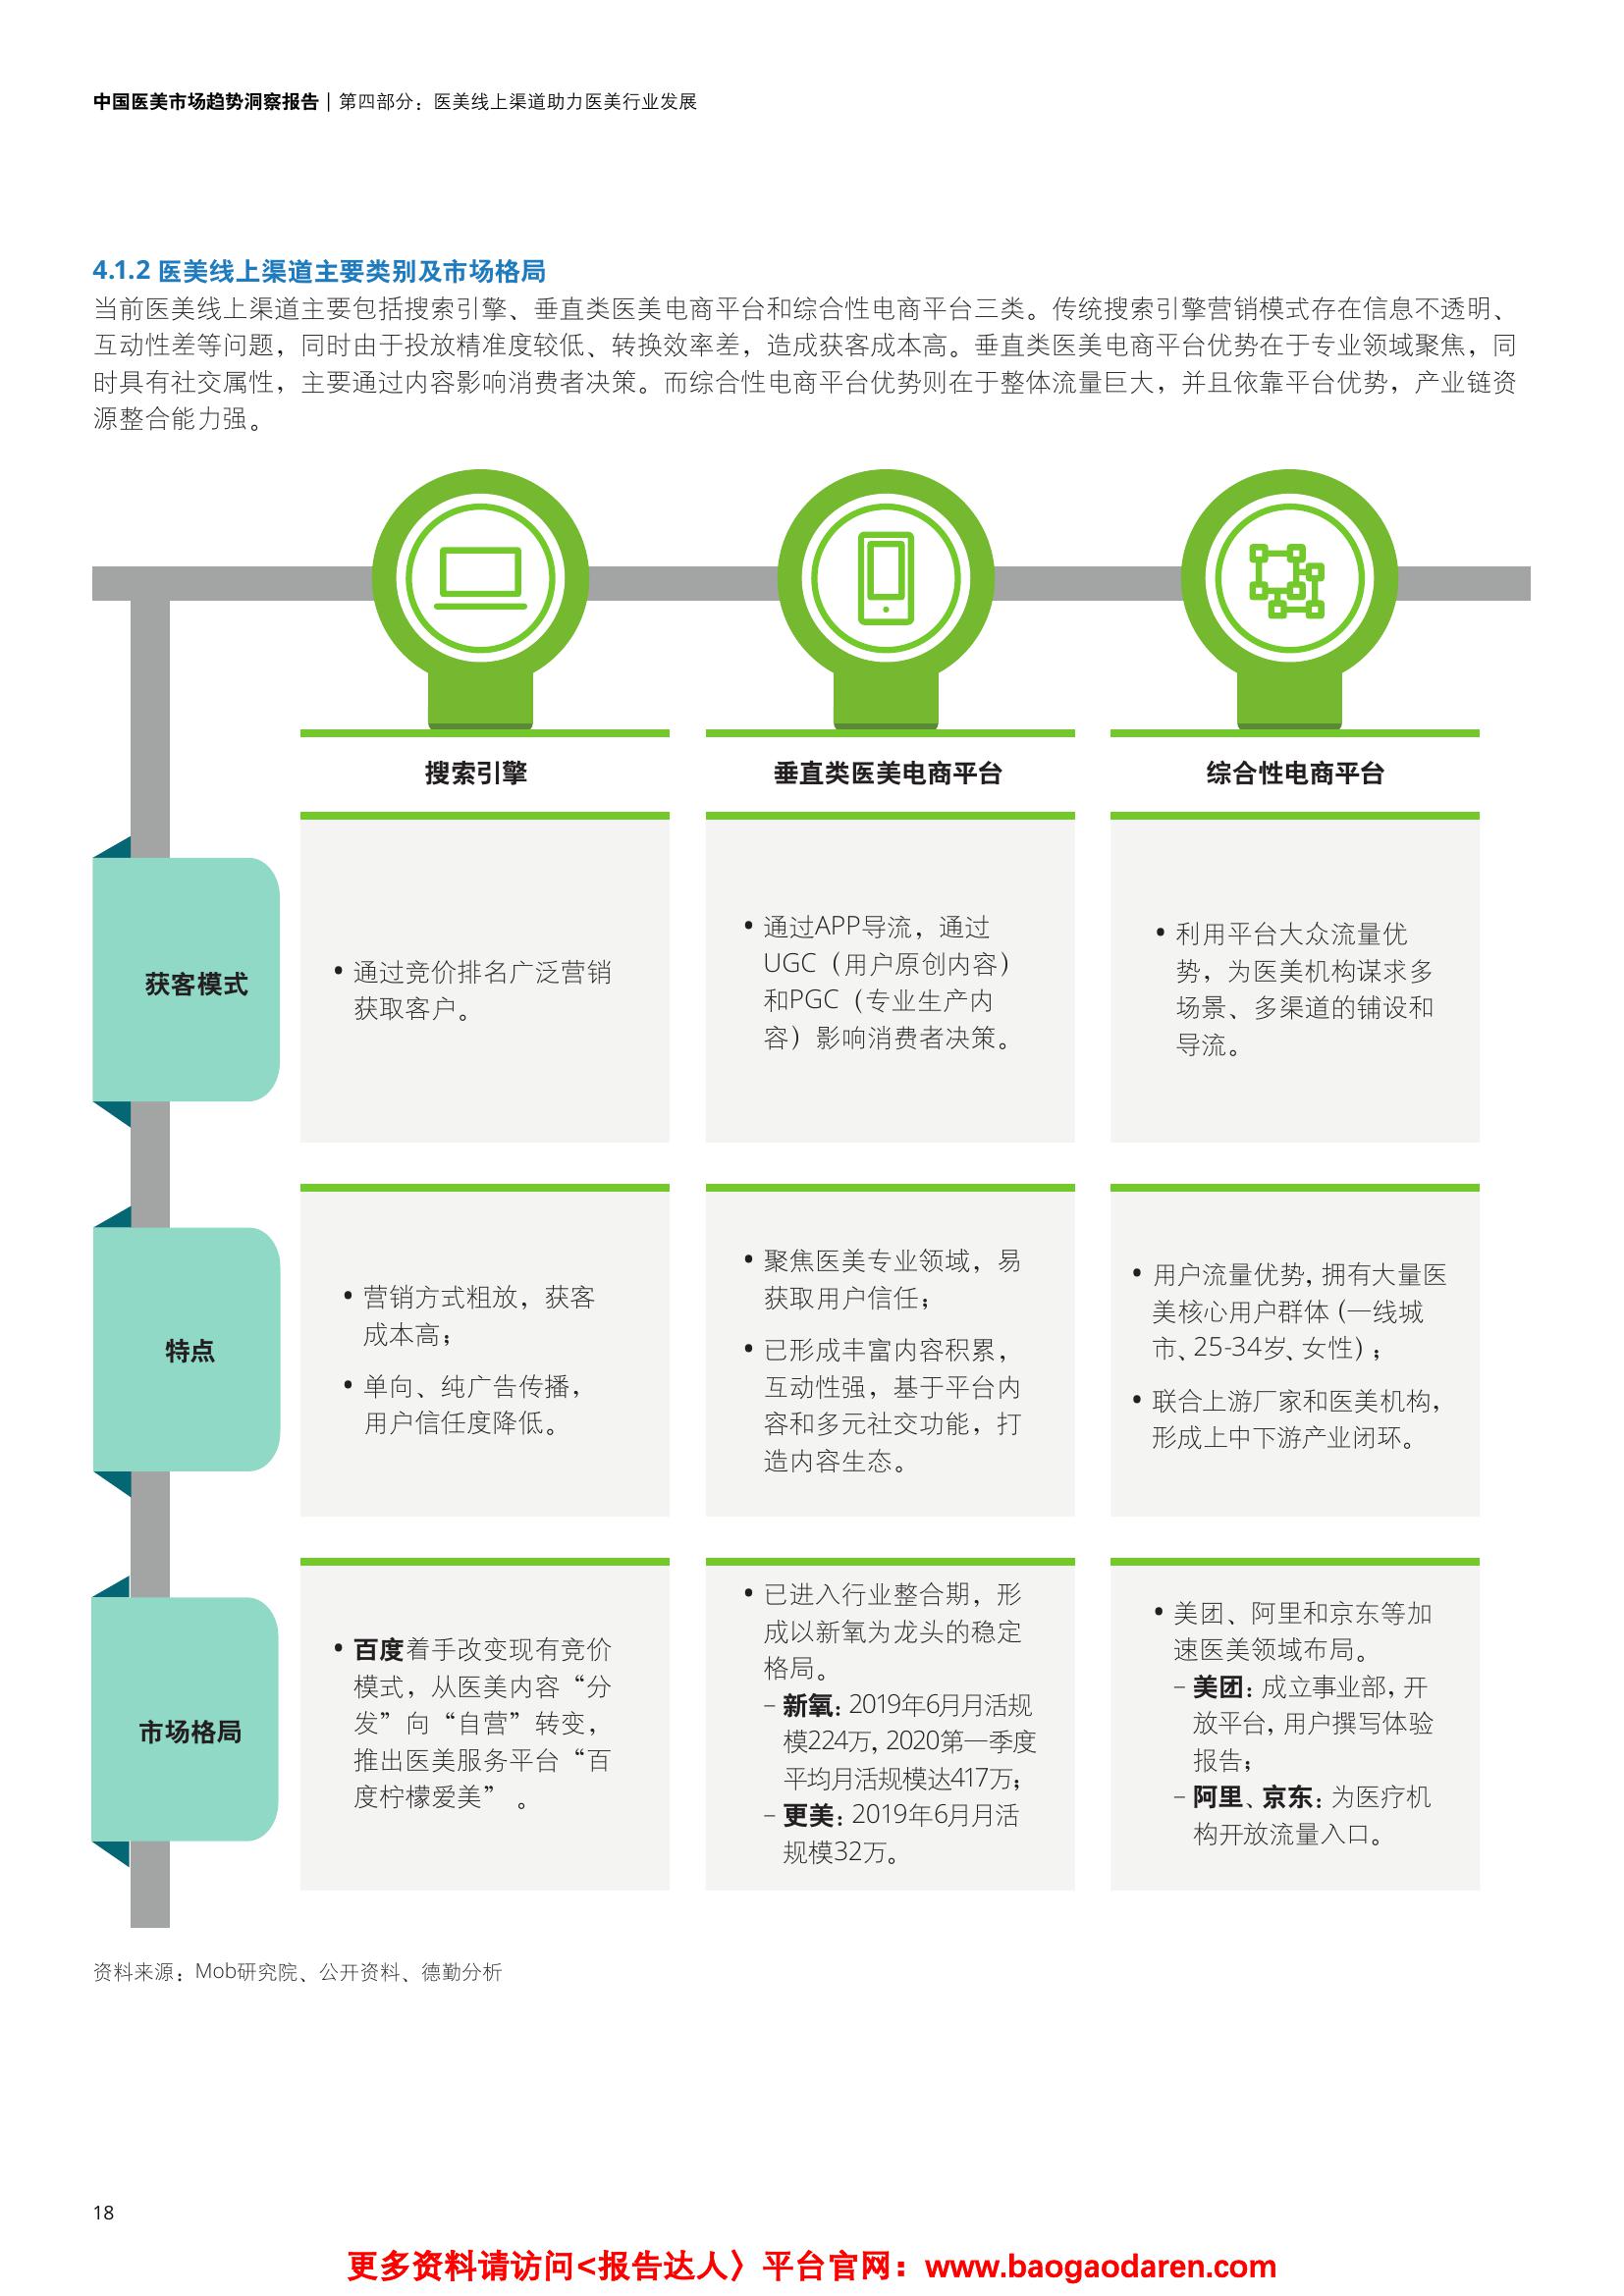 中国医美市场趋势洞察报告 | 第四部分：医美线上渠道助力医美行业发展
4.1.2 医美线上渠道主要类别及市场格局
当前医美线上渠道主要包括搜索引擎、垂直类医美电商平台和综合性电商平台三类。传统搜索引擎营销模式存在信息不透明、
互动性差等问题，同时由于投放精准度较低、转换效率差，造成获客成本高。垂直类医美电商平台优势在于专业领域聚焦，同
时具有社交属性，主要通过内容影响消费者决策。而综合性电商平台优势则在于整体流量巨大，并且依靠平台优势，产业链资
源整合能力强。
搜索引擎
垂直类医美电商平台
综合性电商平台
获客模式
• 通过竞价排名广泛营销
获取客户。
• 通过APP导流，通过
UGC（用户原创内容）
和PGC（专业生产内
容）影响消费者决策。
• 利用平台大众流量优
势，为医美机构谋求多
场景、多渠道的铺设和
导流。
特点
• 营销方式粗放，获客
成本高；
• 单向、纯广告传播，
用户信任度降低。
• 聚焦医美专业领域，易
获取用户信任；
• 已形成丰富内容积累，
互动性强，基于平台内
容和多元社交功能，打
造内容生态。
• 用户流量优势，拥有大量医
美核心用户群体（一线城
市、25-34岁、女性）；
• 联合上游厂家和医美机构，
形成上中下游产业闭环。
市场格局
• 百度着手改变现有竞价
模式，从医美内容“分
发”向“自营”转变，
推出医美服务平台“百
度柠檬爱美”。
• 已进入行业整合期，形
成以新氧为龙头的稳定
格局。
– 新氧：2019年6月月活规
模224万，2020第一季度
平均月活规模达417万；
– 更美：2019年6月月活
规模32万。
• 美团、阿里和京东等加
速医美领域布局。
– 美团：成立事业部，开
放平台，用户撰写体验
报告；
– 阿里、京东：为医疗机
构开放流量入口。
资料来源：Mob研究院、公开资料、德勤分析
18
更多资料请访问<报告达人〉平台官网：www.baogaodaren.com